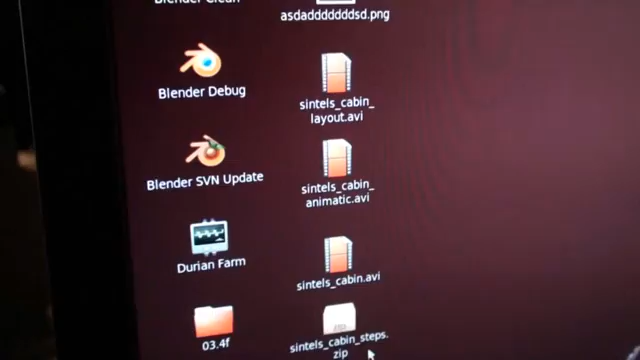 Blender Clean
asdadddddddsd.png
Blender Debug
sintels_cabin_
layout.avi
Blender SVN Update
sintels_cabin_
animatic.avi
Durian Farm
sintels_cabin.avi
03.4f
sintels_cabin_steps.
zip